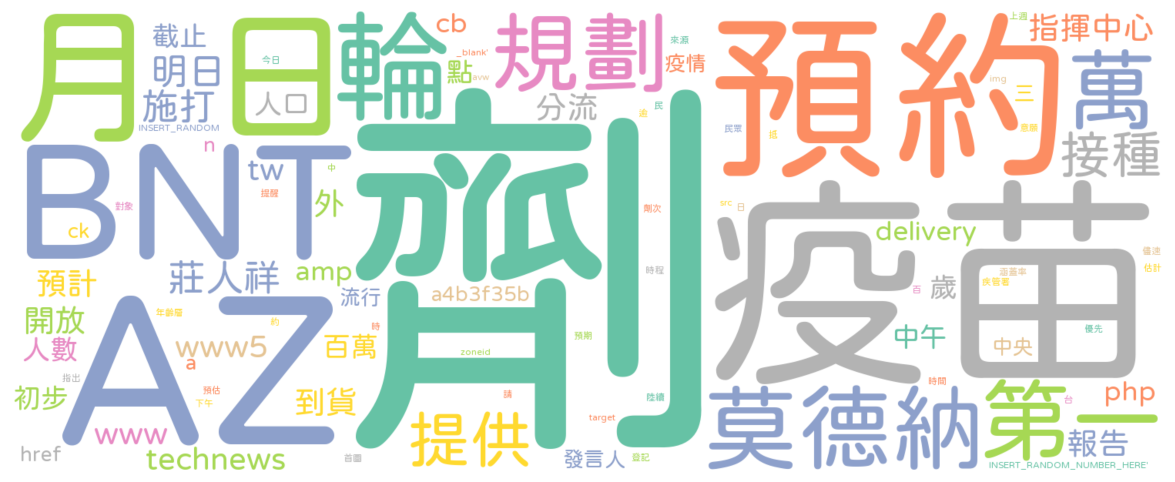 月
日
輪
cb
規劃
預約
指揮中心
上週
截止
明日
施打
INSERT_RANDOM
今日
人口
點
_blank'
avw
來源
疫情
分流
民
img
三
意願
萬
接種
民眾
n
BNT
tw
中
提醒
對象
ck
外
劑
劑次
時程
src
日
疫苗
delivery
儘速
估計
涵蓋率
疾管署
百
歲
莊人祥
預計
amp
流行
a4b3f35b
年齡層
約
AZ
開放
人數
www5
a
時
百萬
zoneid
預期
中午
中央
優先
指出
初步
預估
下午
到貨
請
陸續
target
時間
莫德納
台
第一
php
www
提供
href
technews
首圖
發言人
登記
報告
INSERT_RANDOM_NUMBER_HERE'